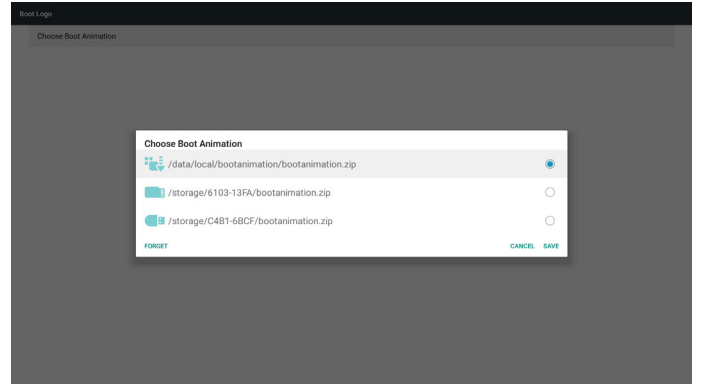 Boot Logo
Choose Boot Animation
Choose Boot Animation
/data/local/bootanimation/bootanimation.zip
/storage/6103-13FA/bootanimation.zip
/storage/C4B1-6BCF/bootanimation.zip
FORGET CANCEL SAVE